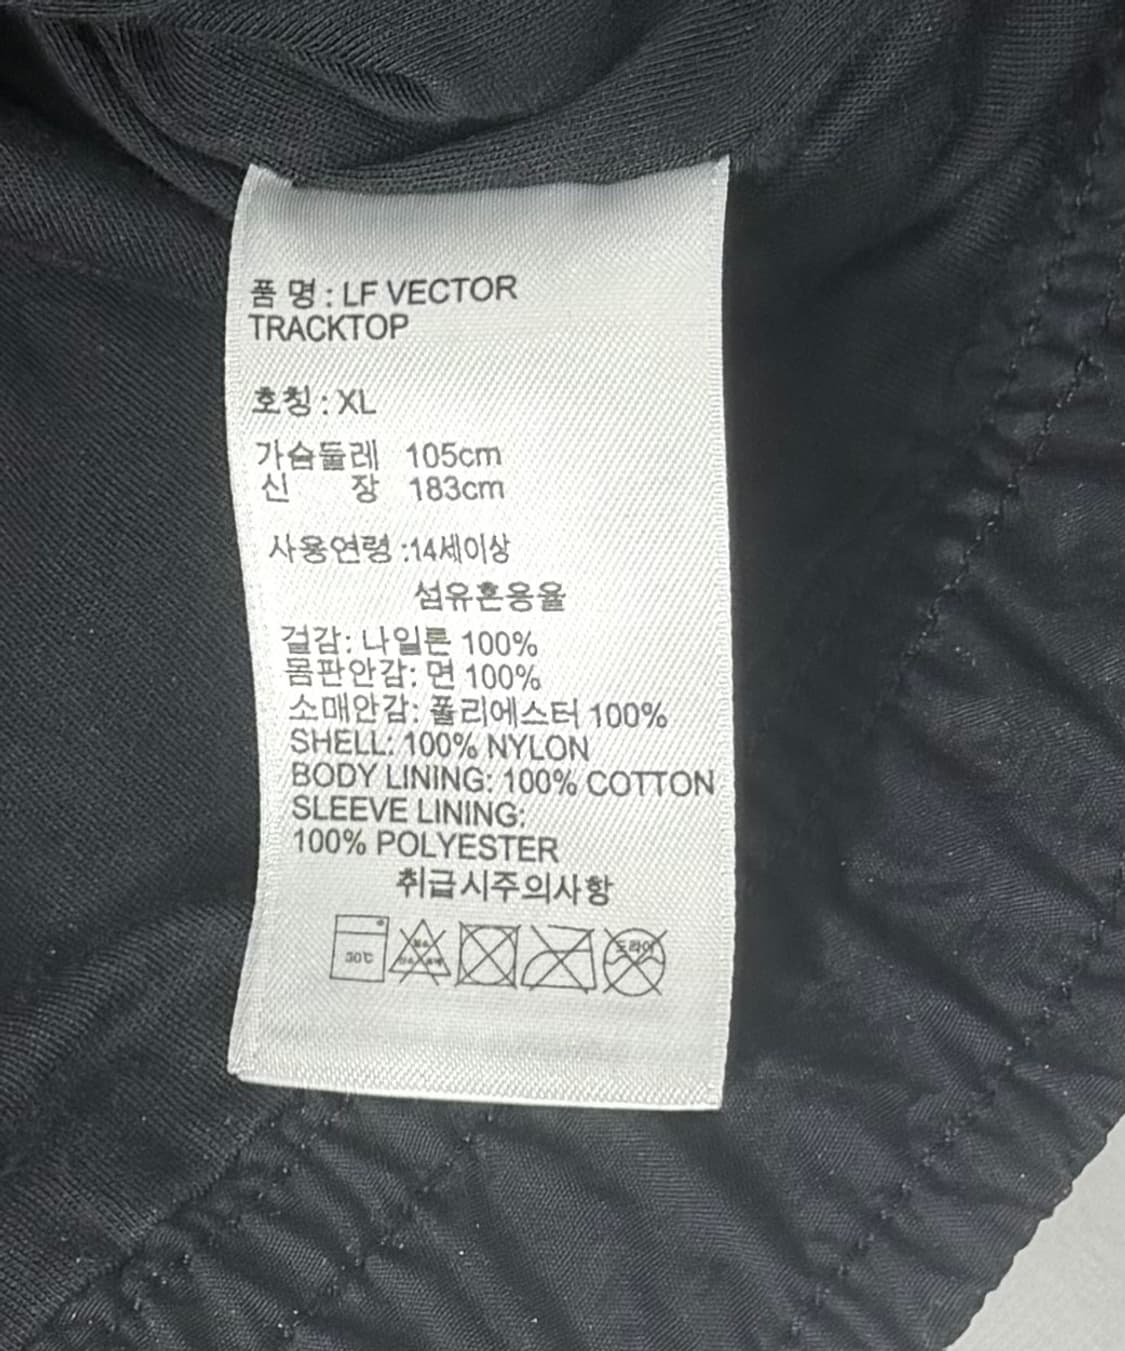 품 명 : LF VECTOR
TRACKTOP
호칭 : XL
가슴둘레 105cm
신 장 183cm
사용연령 :14세이상
섬유혼용율
겉감: 나일론 100%
몸판안감: 면 100%
소매안감: 폴리에스터 100%
SHELL: 100% NYLON
BODY LINING: 100% COTTON
SLEEVE LINING:
100% POLYESTER
취급시주의사항
30℃
드라이